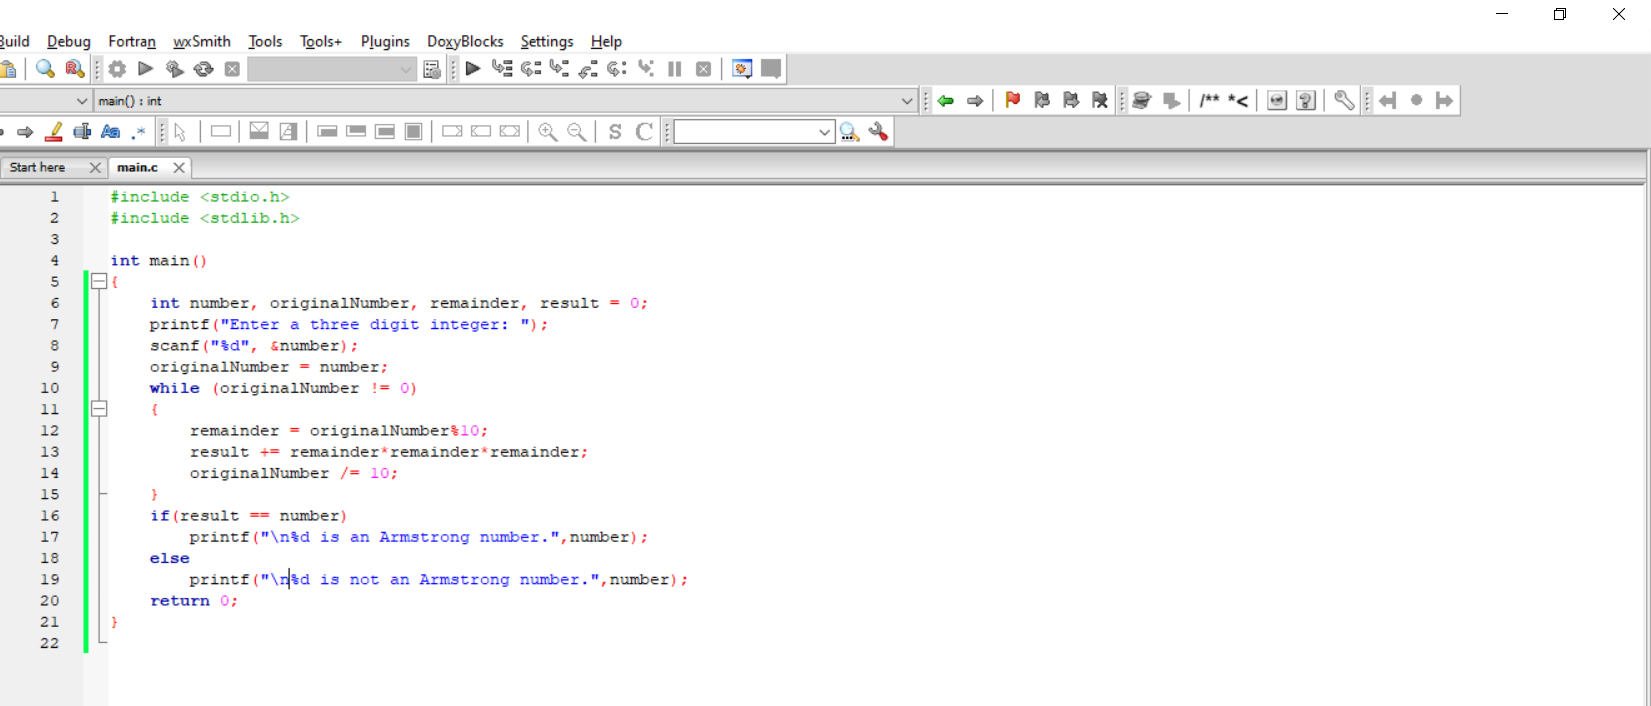 Build Debug Fortran wxSmith Tools Tools+ Plugins DoxyBlocks Settings Help
main() : int
/** *<
Aa .*
S C
Start here main.c
1 #include <stdio.h>
2 #include <stdlib.h>
3
4 int main()
5 {
6 int number, originalNumber, remainder, result = 0;
7 printf("Enter a three digit integer: ");
8 scanf("%d", &number);
9 originalNumber = number;
10 while (originalNumber != 0)
11 {
12 remainder = originalNumber%10;
13 result += remainder*remainder*remainder;
14 originalNumber /= 10;
15 }
16 if(result == number)
17 printf("\n%d is an Armstrong number.",number);
18 else
19 printf("\n%d is not an Armstrong number.",number);
20 return 0;
21 }
22